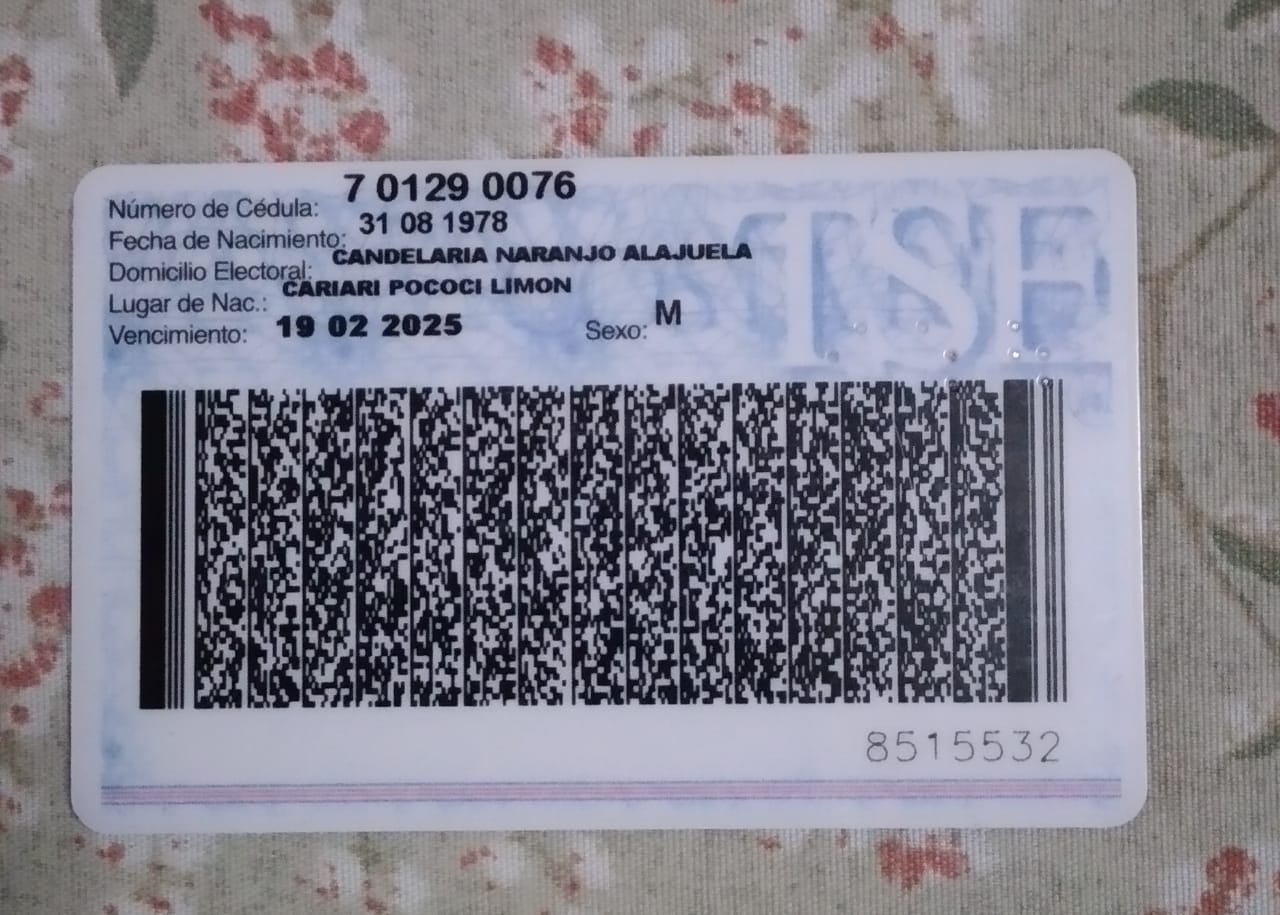 Número de Cédula: 7 0129 0076
Fecha de Nacimiento: 31 08 1978
Domicilio Electoral: CANDELARIA NARANJO ALAJUELA
Lugar de Nac.: CARIARI POCOCI LIMON
Vencimiento: 19 02 2025 Sexo: M
TSE
8515532